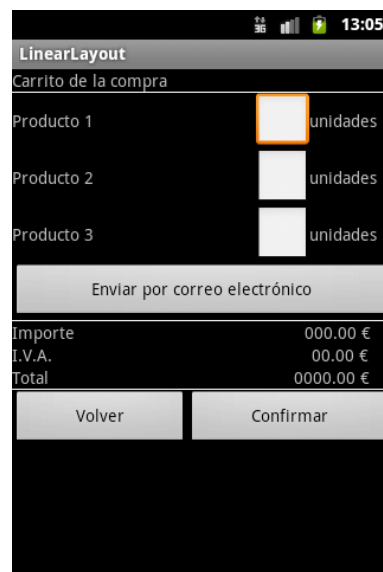 3G 13:05
LinearLayout
Carrito de la compra
Producto 1 unidades
Producto 2 unidades
Producto 3 unidades
Enviar por correo electrónico
Importe 000.00 €
I.V.A. 00.00 €
Total 0000.00 €
Volver Confirmar